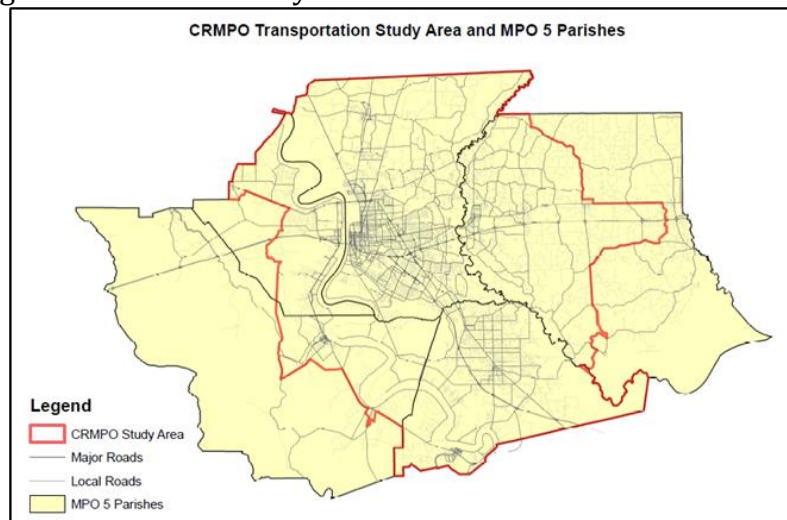 CRMPO Transportation Study Area and MPO 5 Parishes
Legend
CRMPO Study Area
Major Roads
Local Roads
MPO 5 Parishes